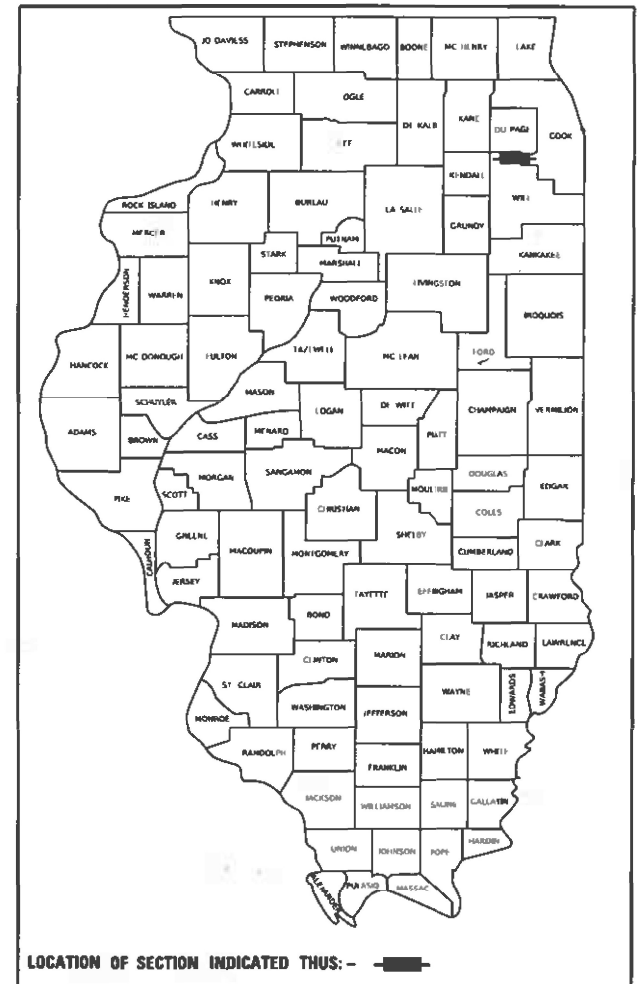 JO DAVIESS STEPHENSON WINNEBAGO BOONE MC HENRY LAKE
CARROLL OGLE DE KALB KANE DU PAGE COOK
WHITESIDE LEE
KENDALL
ROCK ISLAND HENRY BUREAU LA SALLE WILL
MERCER PUTNAM GRUNDY
STARK MARSHALL KANKAKEE
HENDERSON WARREN KNOX PEORIA WOODFORD LIVINGSTON
IROQUOIS
HANCOCK MC DONOUGH FULTON TAZEWELL MC LEAN FORD
MASON
SCHUYLER LOGAN DE WITT CHAMPAIGN VERMILION
ADAMS BROWN CASS MENARD MACON PIATT
MORGAN SANGAMON DOUGLAS EDGAR
PIKE SCOTT CHRISTIAN MOULTRIE
COLES
CALHOUN GREENE MACOUPIN MONTGOMERY SHELBY CUMBERLAND CLARK
JERSEY
FAYETTE EFFINGHAM JASPER CRAWFORD
MADISON BOND
CLAY RICHLAND LAWRENCE
CLINTON MARION
ST CLAIR WAYNE EDWARDS WABASH
WASHINGTON JEFFERSON
MONROE
RANDOLPH PERRY HAMILTON WHITE
FRANKLIN
JACKSON WILLIAMSON SALINE GALLATIN
UNION JOHNSON POPE HARDIN
ALEXANDER PULASKI MASSAC
LOCATION OF SECTION INDICATED THUS: -